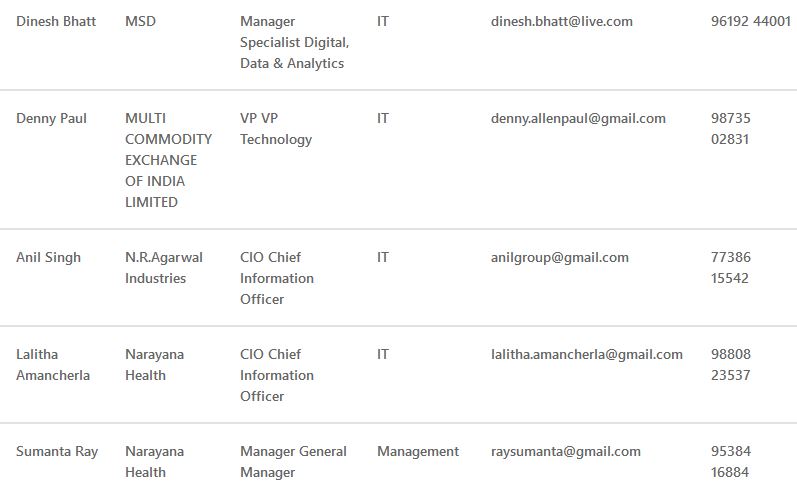 Dinesh Bhatt MSD Manager IT dinesh.bhatt@live.com 96192 44001
Specialist Digital,
Data & Analytics
Denny Paul MULTI VP VP IT denny.allenpaul@gmail.com 98735
COMMODITY Technology 02831
EXCHANGE
OF INDIA
LIMITED
Anil Singh N.R.Agarwal CIO Chief IT anilgroup@gmail.com 77386
Industries Information 15542
Officer
Lalitha Narayana CIO Chief IT lalitha.amancherla@gmail.com 98808
Amancherla Health Information 23537
Officer
Sumanta Ray Narayana Manager General Management raysumanta@gmail.com 95384
Health Manager 16884